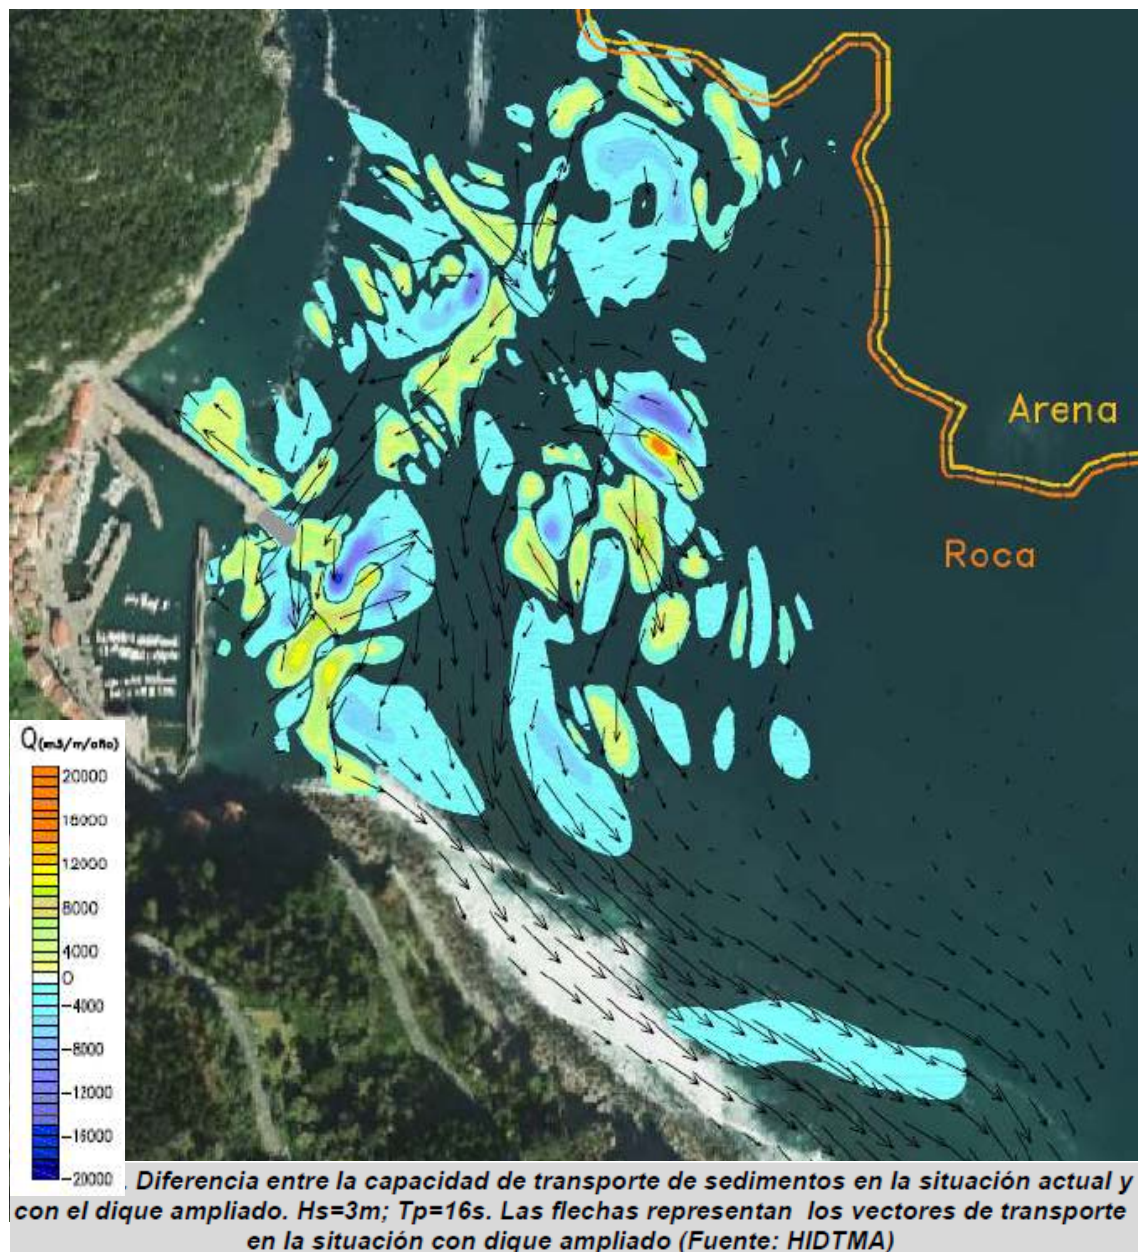 Arena
Roca
Q(m3/m/año)
20000
16000
12000
8000
4000
0
-4000
-8000
-12000
-16000
-20000
. Diferencia entre la capacidad de transporte de sedimentos en la situación actual y
con el dique ampliado. Hs=3m; Tp=16s. Las flechas representan los vectores de transporte
en la situación con dique ampliado (Fuente: HIDTMA)